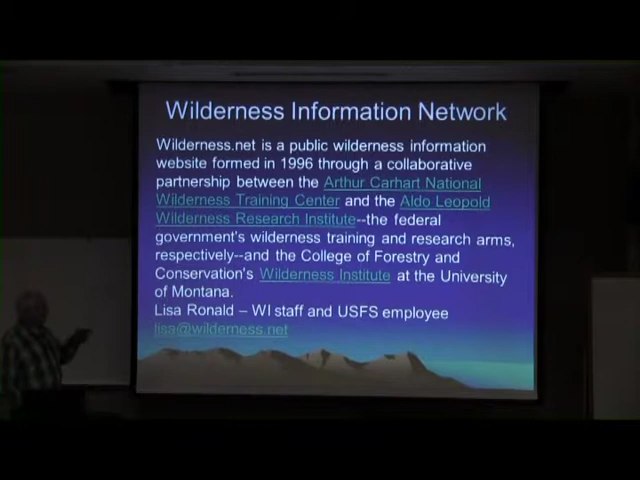 Wilderness Information Network
Wilderness.net is a public wilderness information
website formed in 1996 through a collaborative
partnership between the Arthur Carhart National
Wilderness Training Center and the Aldo Leopold
Wilderness Research Institute--the federal
government's wilderness training and research arms,
respectively--and the College of Forestry and
Conservation's Wilderness Institute at the University
of Montana.
Lisa Ronald – WI staff and USFS employee
lisa@wilderness.net